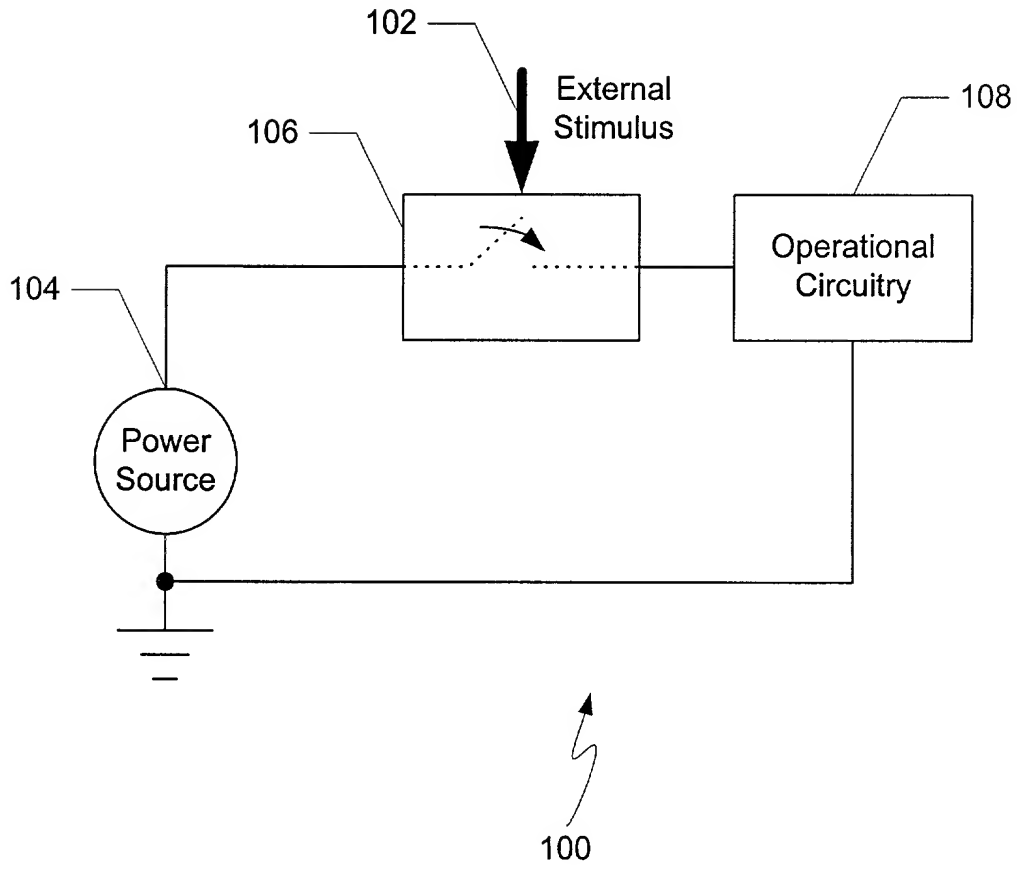 102
External
Stimulus
108
106
Operational
Circuitry
104
Power
Source
100